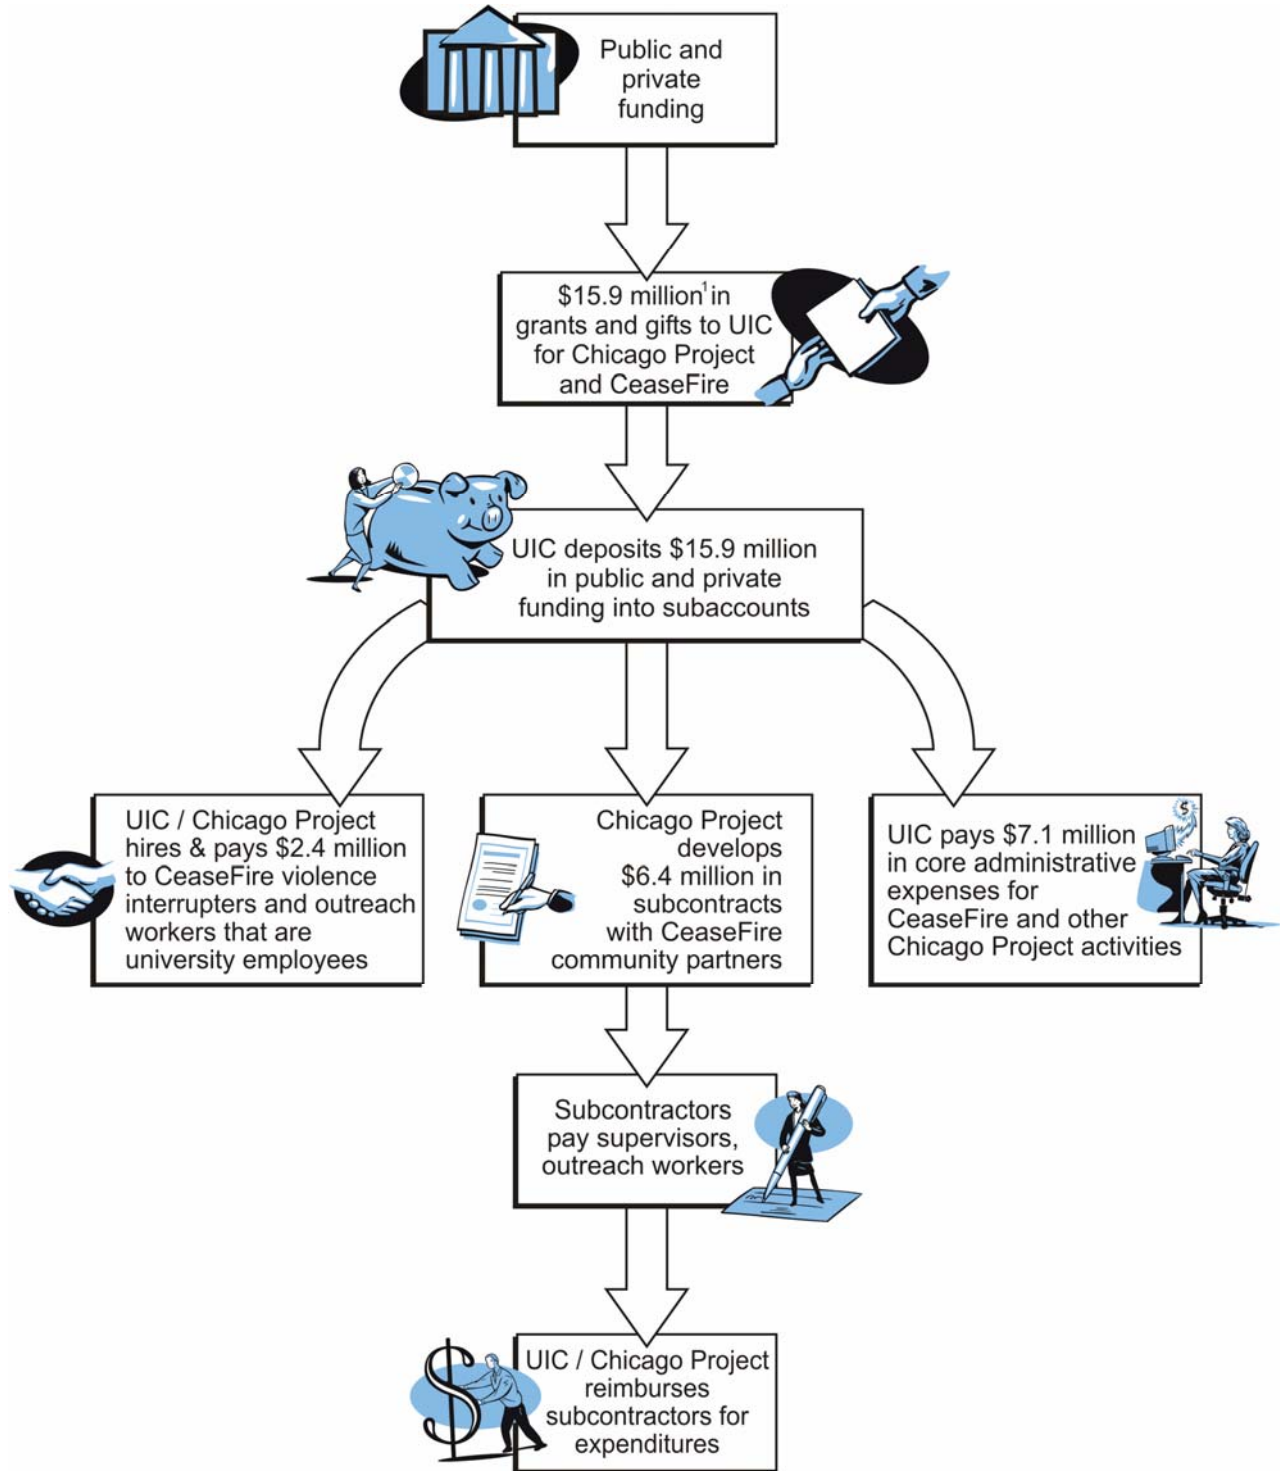 Public and
private
funding
$15.9 million¹ in
grants and gifts to UIC
for Chicago Project
and CeaseFire
UIC deposits $15.9 million
in public and private
funding into subaccounts
UIC / Chicago Project
hires & pays $2.4 million
to CeaseFire violence
interrupters and outreach
workers that are
university employees
Chicago Project
develops
$6.4 million in
subcontracts
with CeaseFire
community partners
UIC pays $7.1 million
in core administrative
expenses for
CeaseFire and other
Chicago Project activities
$
Subcontractors
pay supervisors,
outreach workers
$
UIC / Chicago Project
reimburses
subcontractors for
expenditures